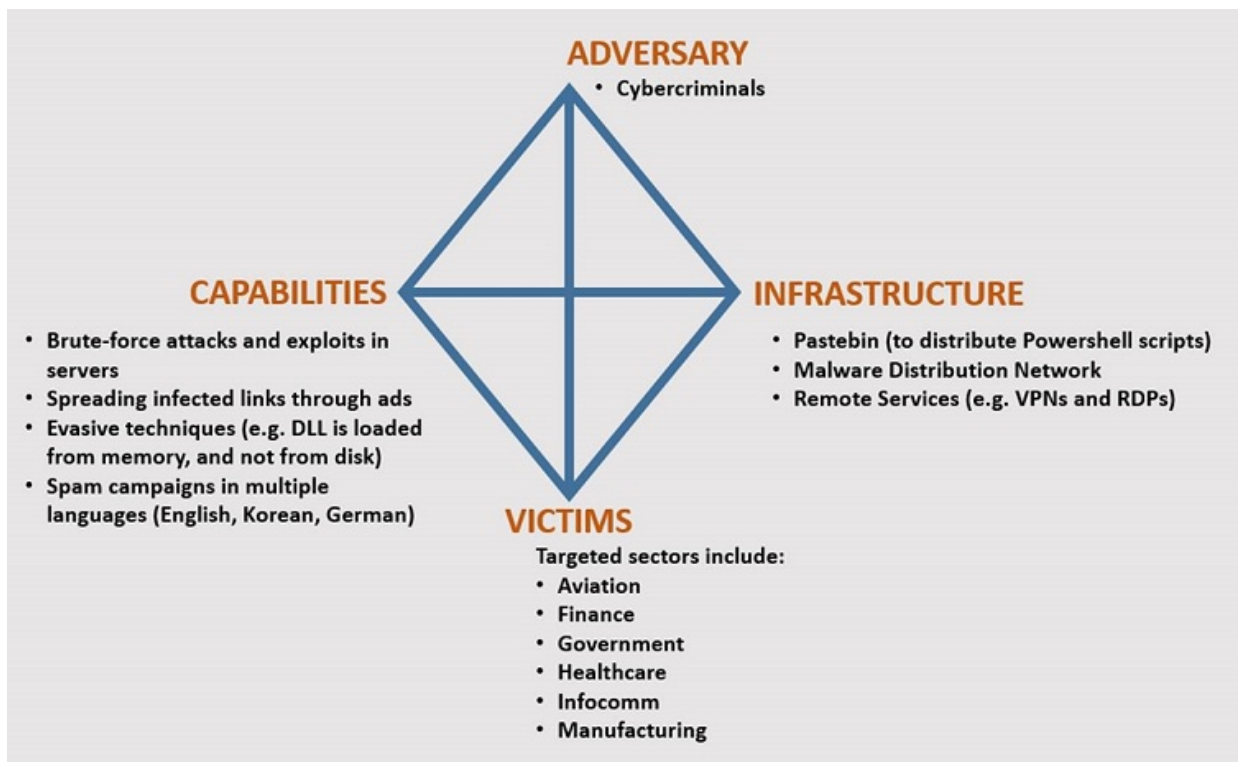 ADVERSARY
• Cybercriminals
CAPABILITIES
• Brute-force attacks and exploits in
servers
• Spreading infected links through ads
• Evasive techniques (e.g. DLL is loaded
from memory, and not from disk)
• Spam campaigns in multiple
languages (English, Korean, German)
INFRASTRUCTURE
• Pastebin (to distribute Powershell scripts)
• Malware Distribution Network
• Remote Services (e.g. VPNs and RDPs)
VICTIMS
Targeted sectors include:
• Aviation
• Finance
• Government
• Healthcare
• Infocomm
• Manufacturing